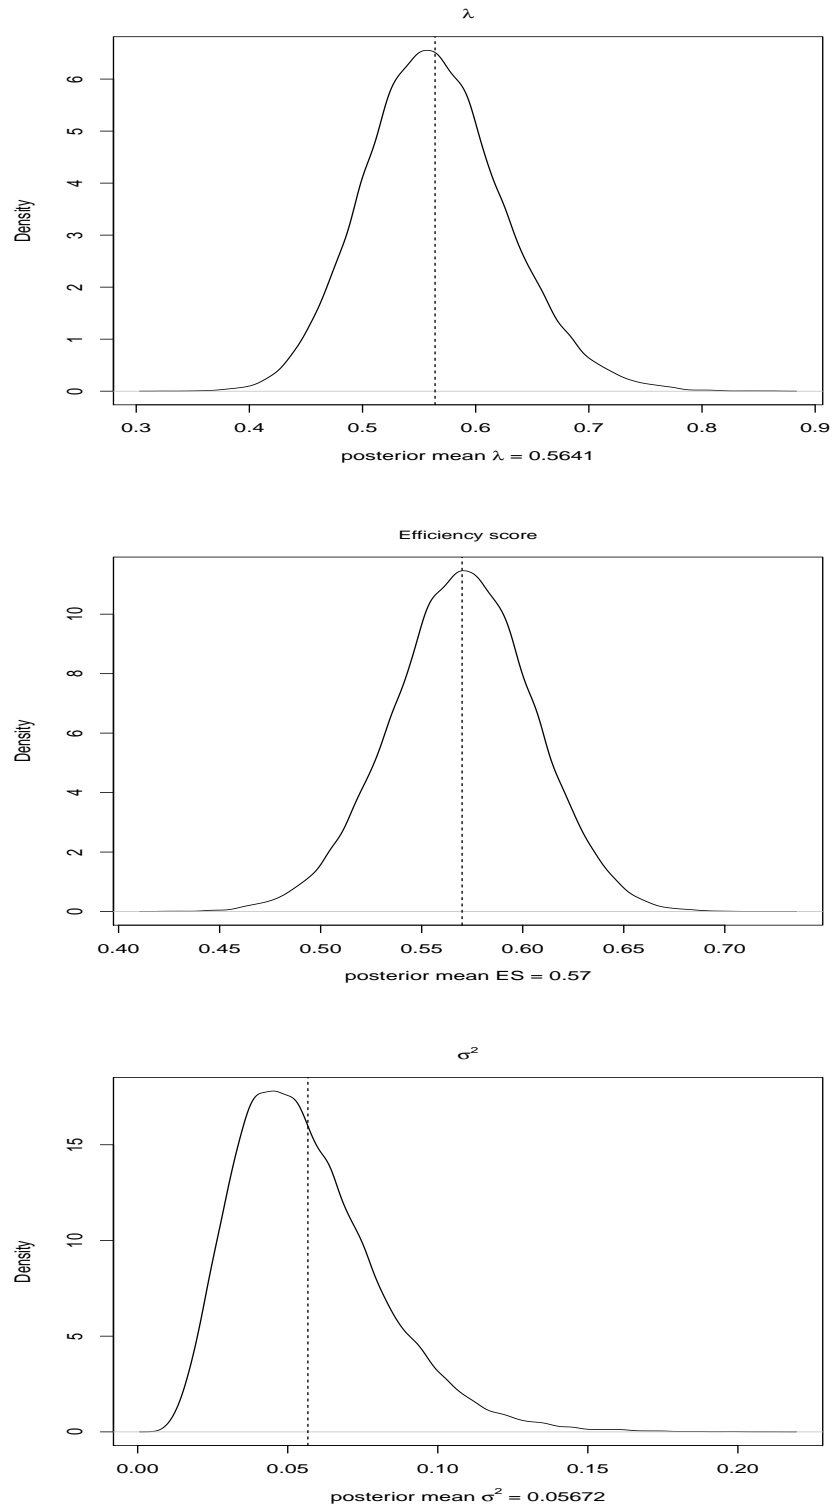 λ
Density
6
5
4
3
2
1
0
0.3 0.4 0.5 0.6 0.7 0.8 0.9
posterior mean λ = 0.5641
Efficiency score
Density
10
8
6
4
2
0
0.40 0.45 0.50 0.55 0.60 0.65 0.70
posterior mean ES = 0.57
σ²
Density
15
10
5
0
0.00 0.05 0.10 0.15 0.20
posterior mean σ² = 0.05672